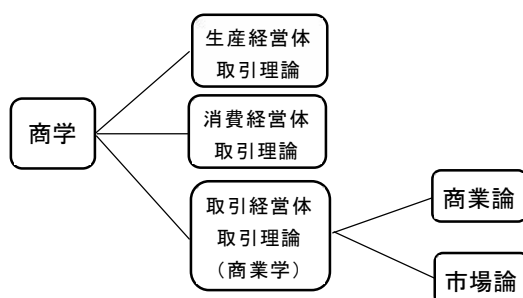 商学
生産経営体
取引理論
消費経営体
取引理論
取引経営体
取引理論
（商業学）
商業論
市場論